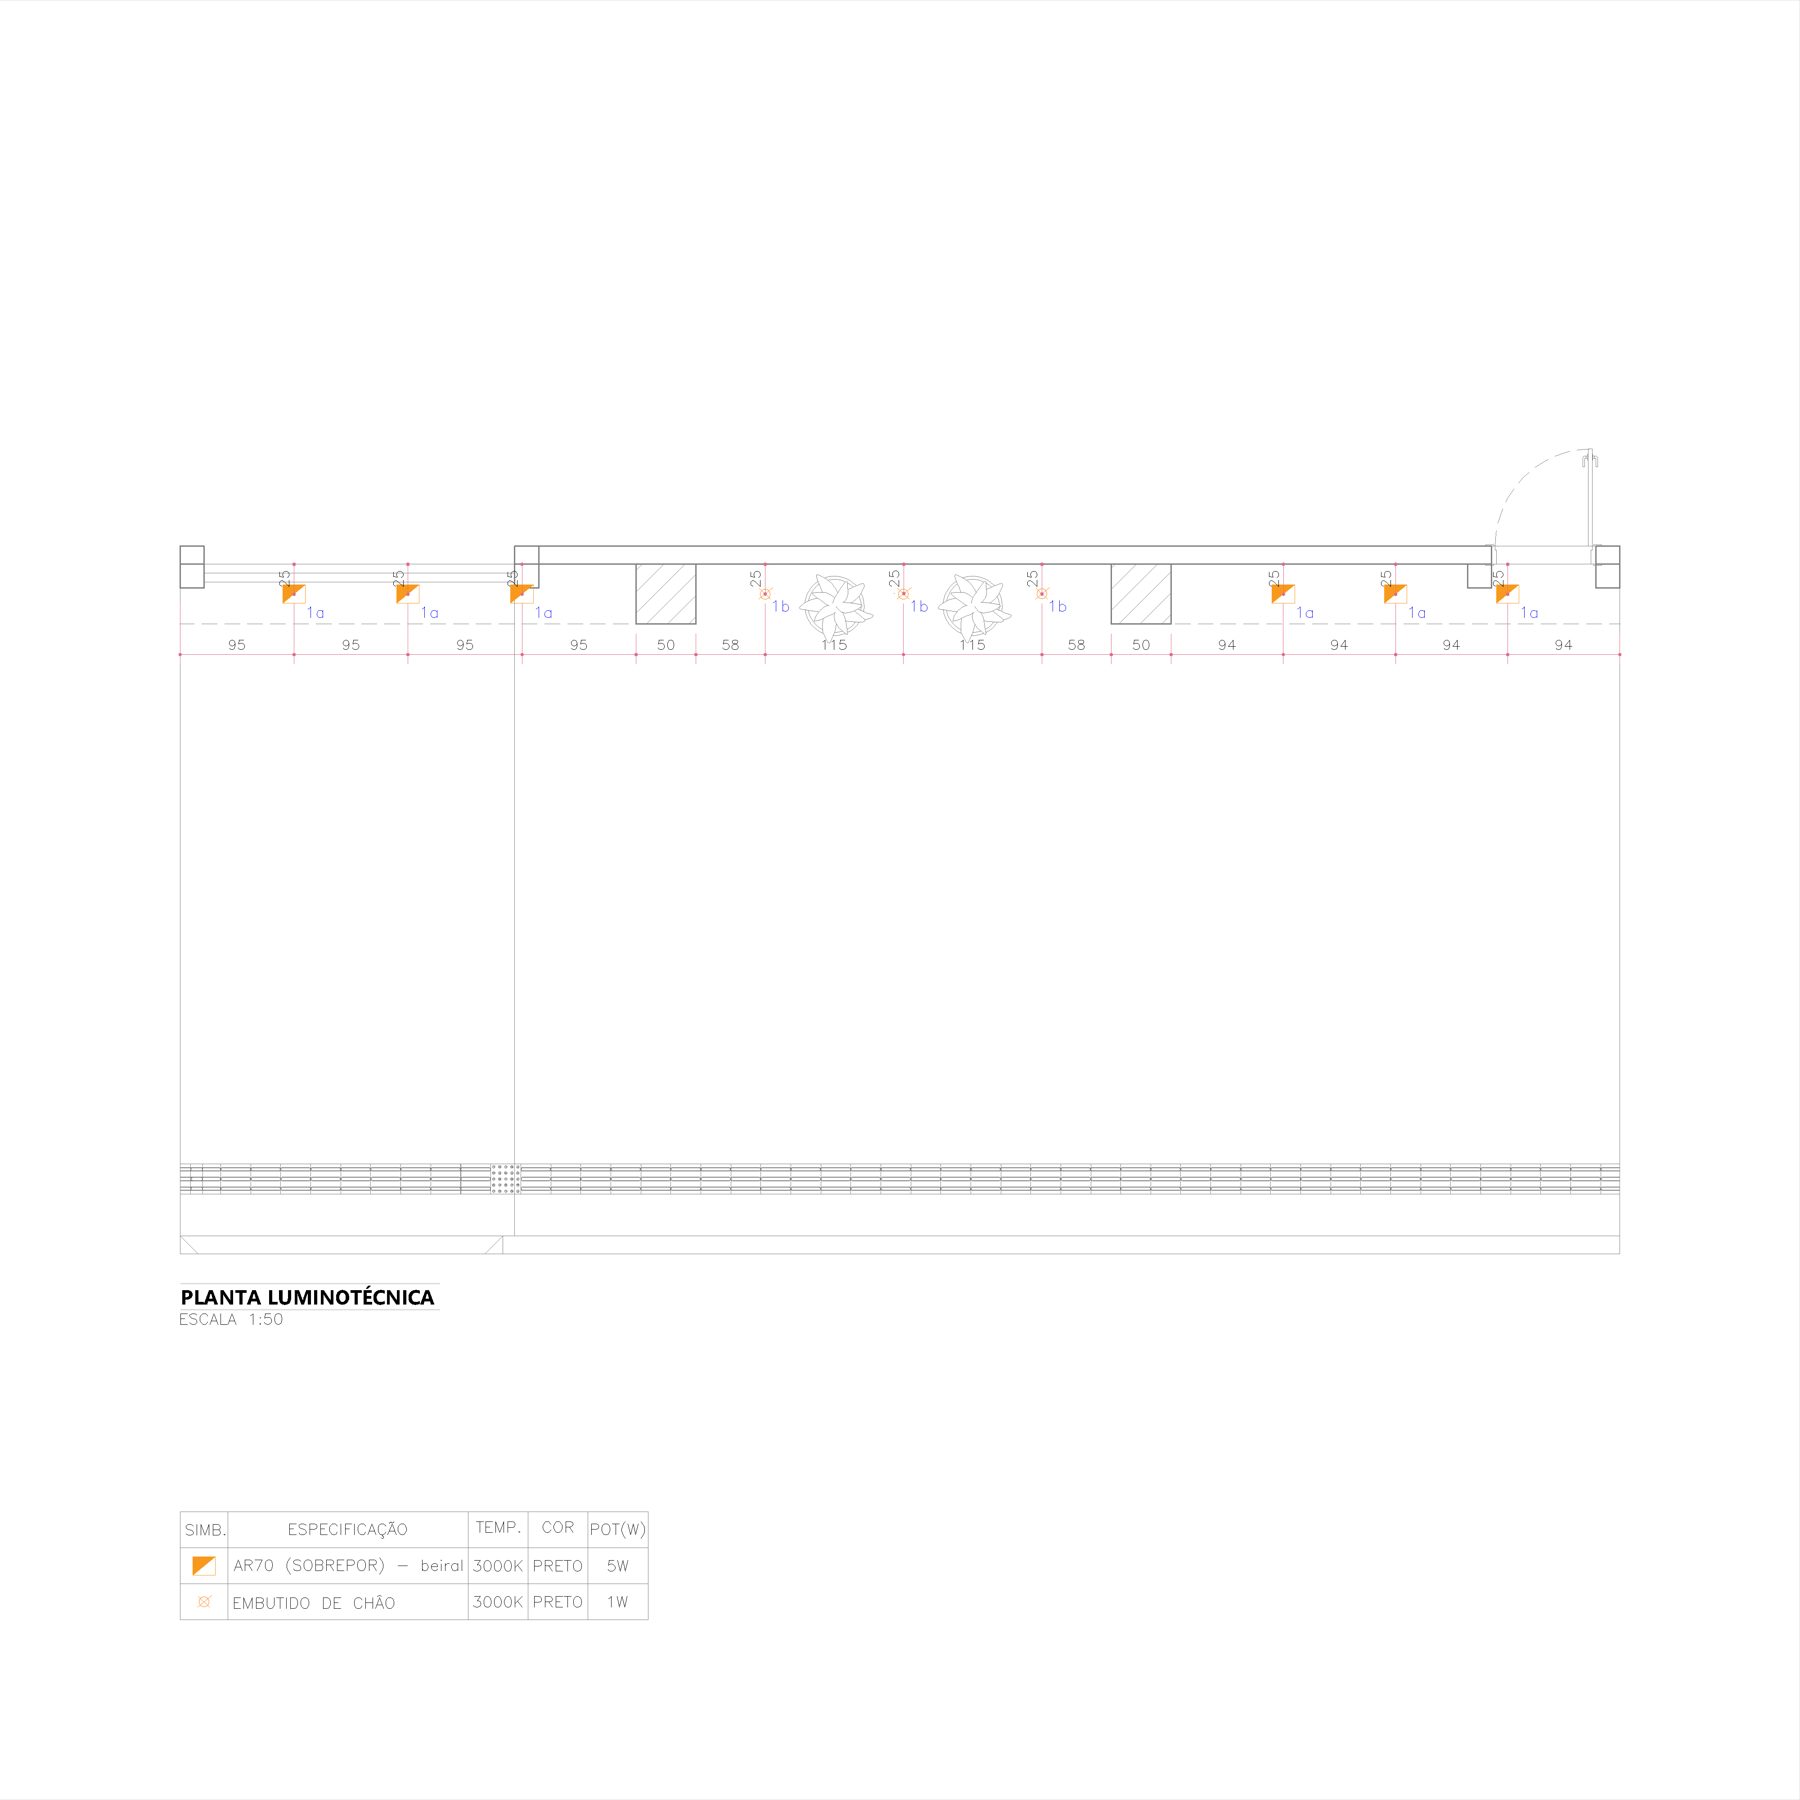 25 25 25 25 25 25 25 25 25
1a 1a 1a 1b 1b 1b 1a 1a 1a
95 95 95 95 50 58 115 115 58 50 94 94 94 94
PLANTA LUMINOTÉCNICA
ESCALA 1:50
SIMB. ESPECIFICAÇÃO TEMP. COR POT(W)
AR70 (SOBREPOR) – beiral 3000K PRETO 5W
EMBUTIDO DE CHÂO 3000K PRETO 1W